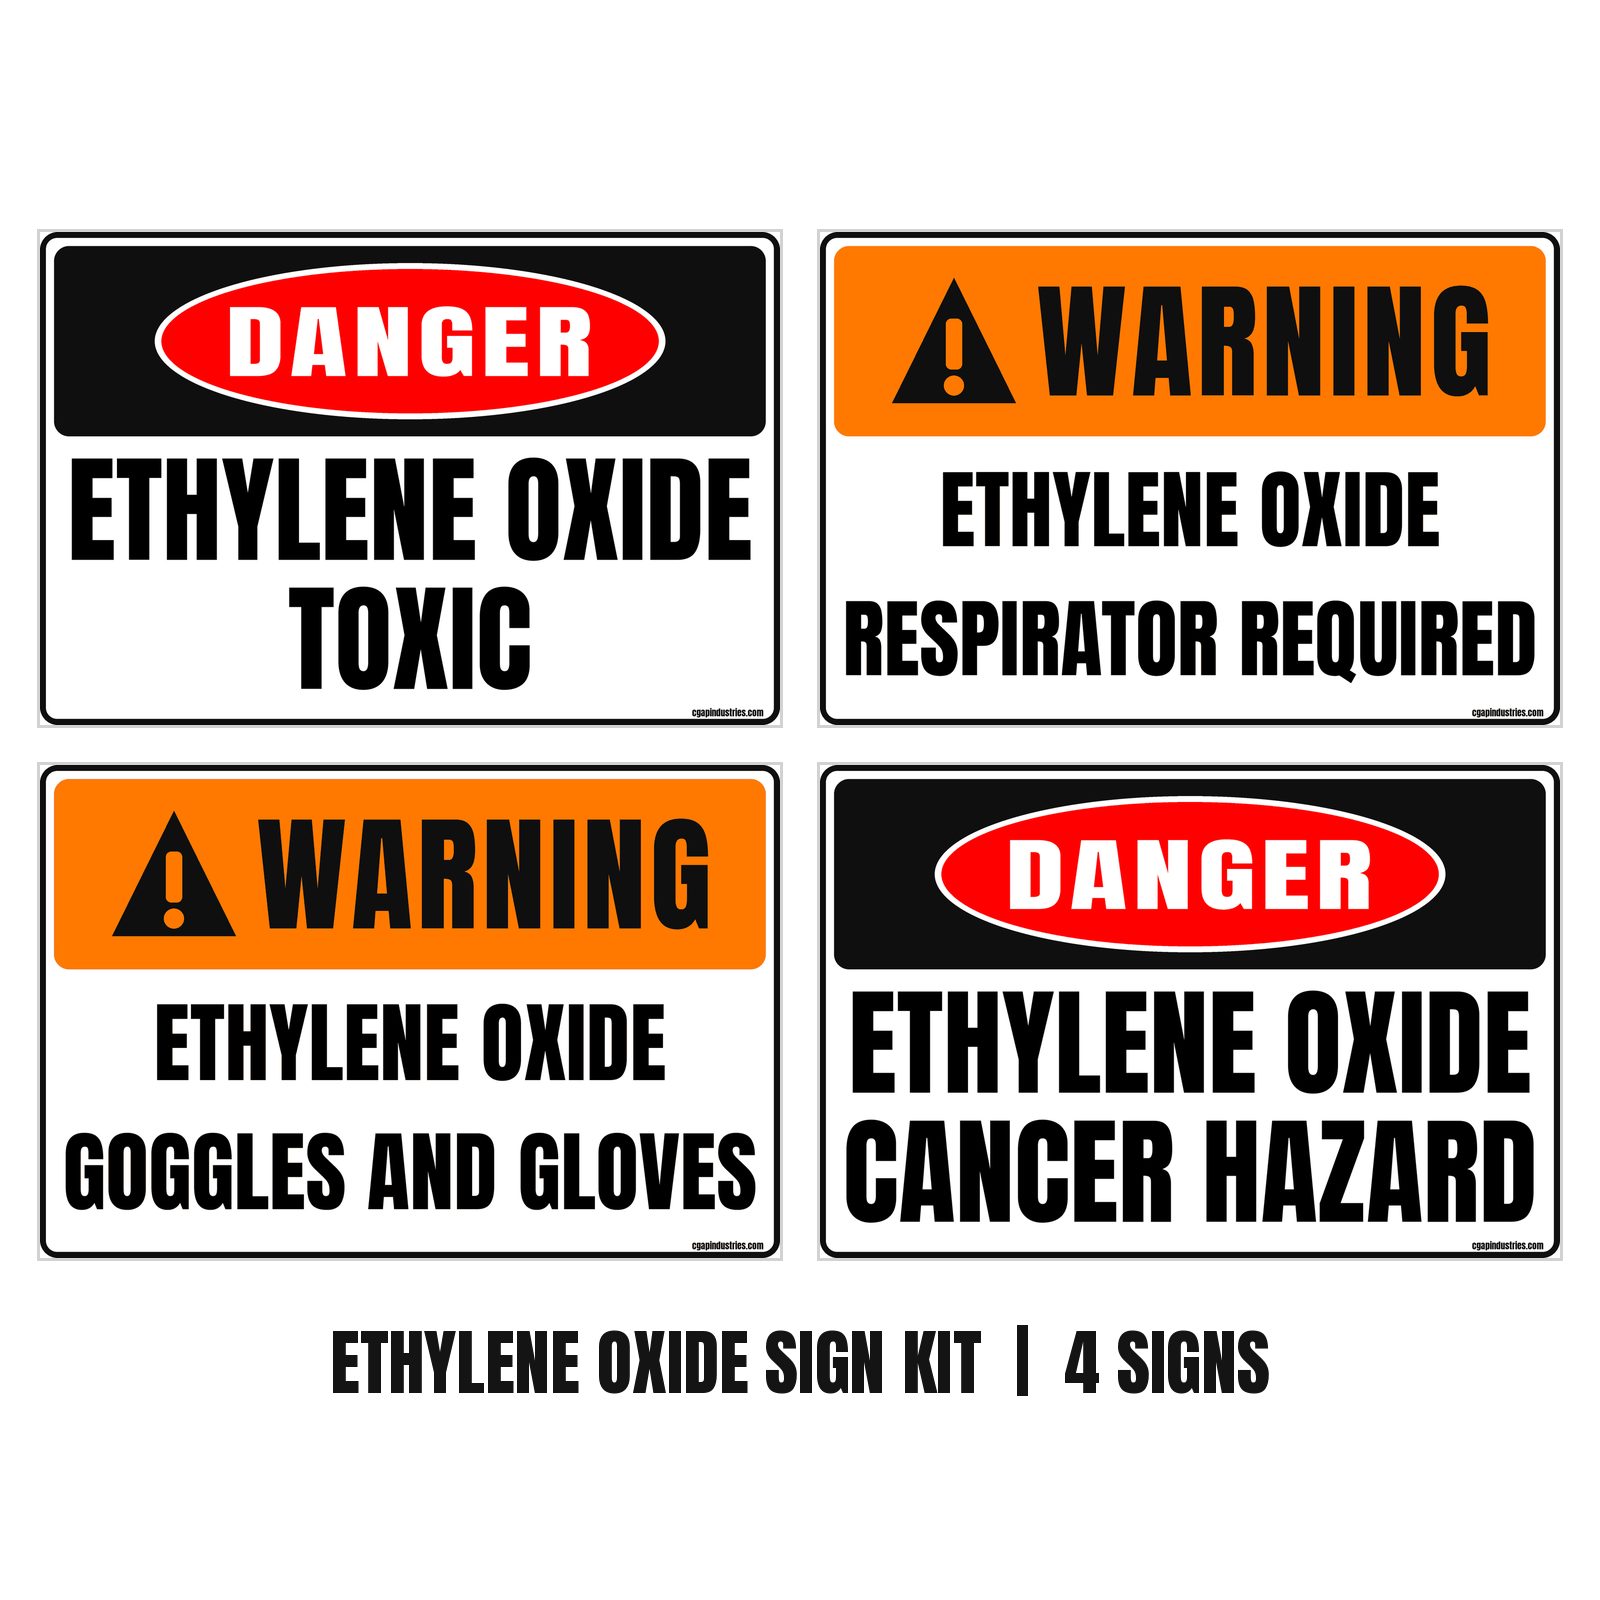 DANGER
ETHYLENE OXIDE
TOXIC
cgapindustries.com
WARNING
ETHYLENE OXIDE
RESPIRATOR REQUIRED
cgapindustries.com
WARNING
ETHYLENE OXIDE
GOGGLES AND GLOVES
cgapindustries.com
DANGER
ETHYLENE OXIDE
CANCER HAZARD
cgapindustries.com
ETHYLENE OXIDE SIGN KIT | 4 SIGNS